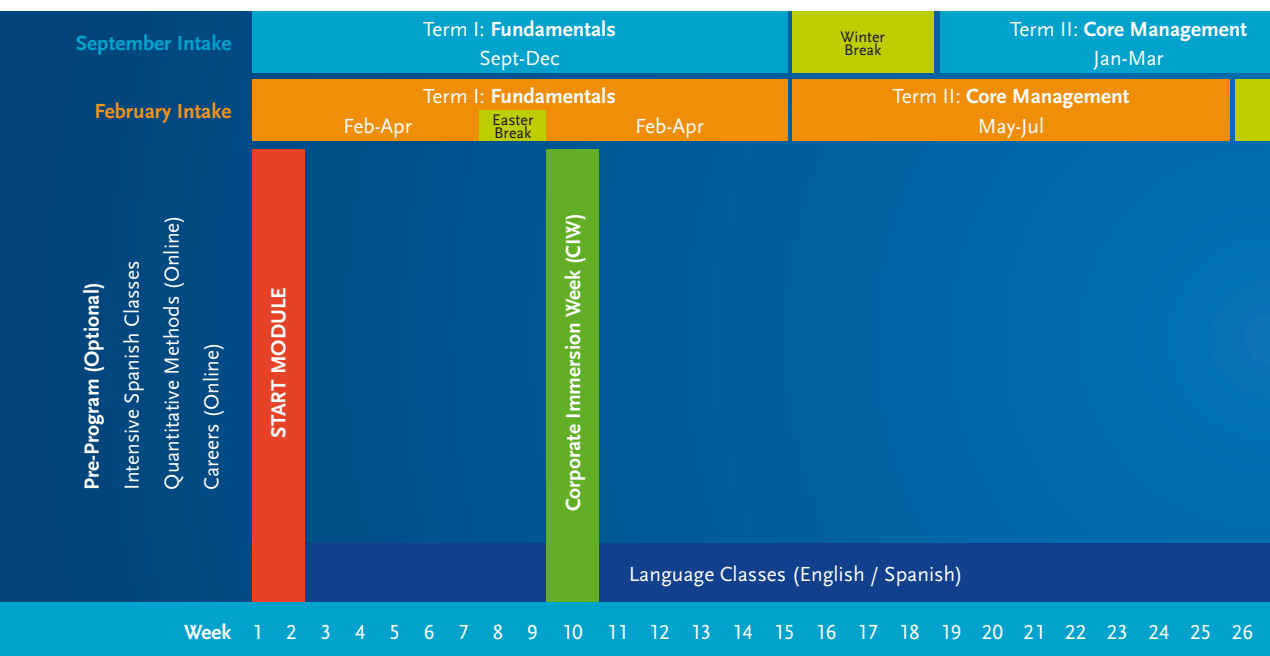 September Intake
Term I: Fundamentals
Sept-Dec
Winter
Break
Term II: Core Management
Jan-Mar
February Intake
Term I: Fundamentals
Feb-Apr
Easter
Break
Feb-Apr
Term II: Core Management
May-Jul
Pre-Program (Optional)
Intensive Spanish Classes
Quantitative Methods (Online)
Careers (Online)
START MODULE
Corporate Immersion Week (CIW)
Language Classes (English / Spanish)
Week 1 2 3 4 5 6 7 8 9 10 11 12 13 14 15 16 17 18 19 20 21 22 23 24 25 26